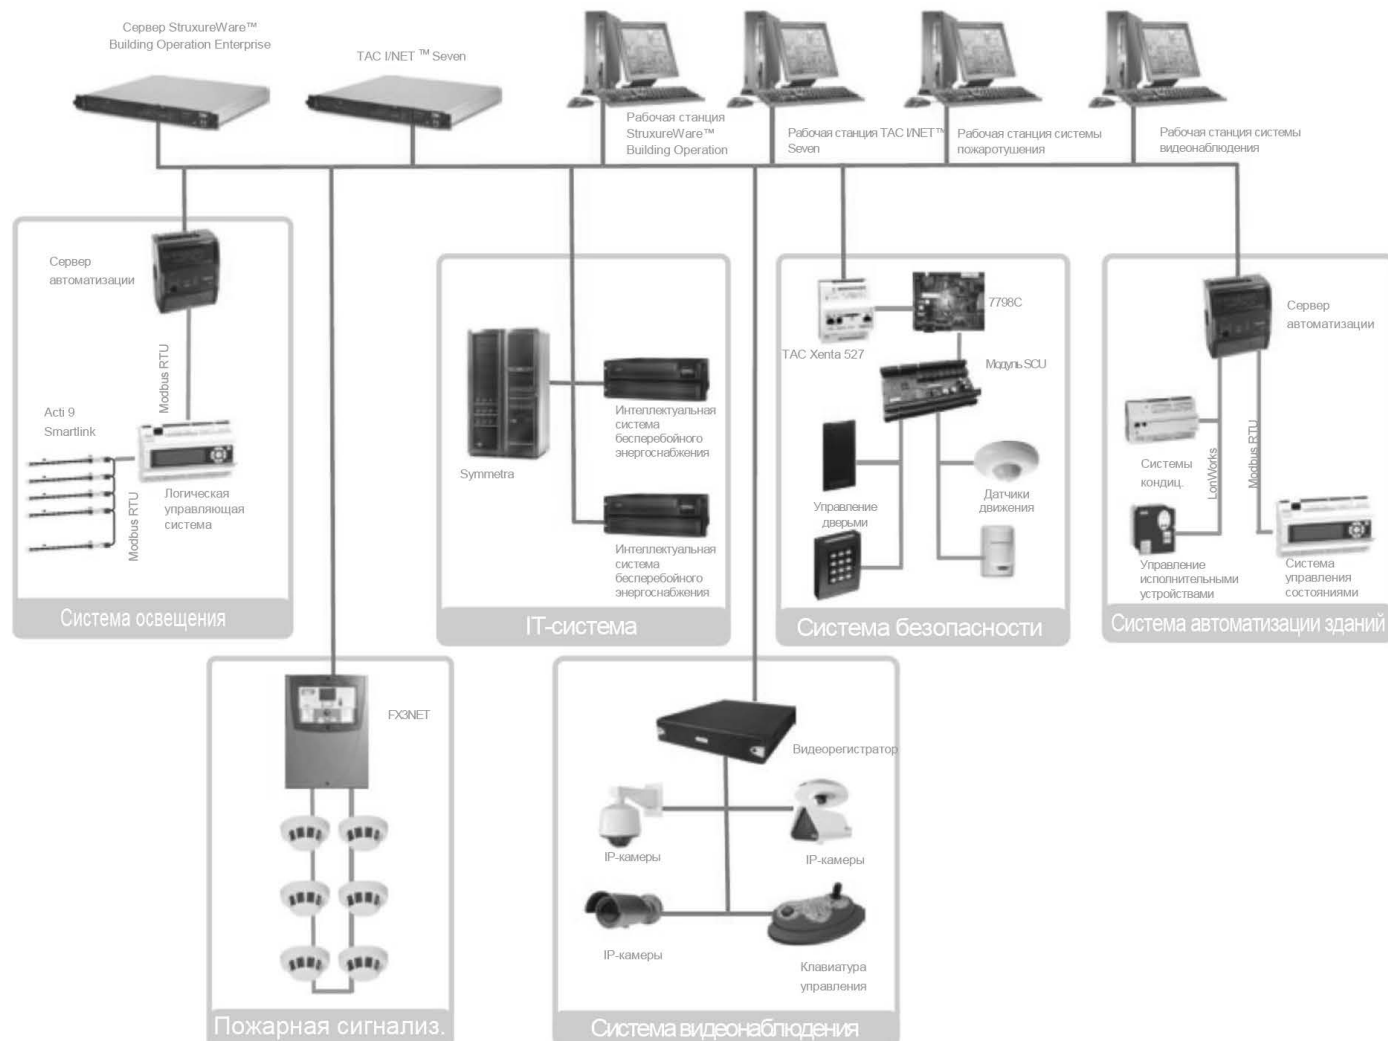 Сервер StruxureWare™
Building Operation Enterprise
TAC I/NET ™ Seven
Рабочая станция
StruxureWare™
Building Operation
Рабочая станция TAC I/NET™
Seven
Рабочая станция системы
пожаротушения
Рабочая станция системы
видеонаблюдения
Сервер
автоматизации
Modbus RTU
Acti 9
Smartlink
Логическая
управляющая
система
Modbus RTU
Система освещения
Symmetra
Интеллектуальная
система
бесперебойного
энергоснабжения
Интеллектуальная
система
бесперебойного
энергоснабжения
IT-система
TAC Xenta 527
7798C
Модуль SCU
Управление
дверьми
Датчики
движения
Система безопасности
Сервер
автоматизации
Системы
кондиц.
LonWorks
Modbus RTU
Управление
исполнительными
устройствами
Система
управления
состояниями
Система автоматизации зданий
FX3NET
Пожарная сигнализ.
Видеорегистратор
IP-камеры
IP-камеры
IP-камеры
Клавиатура
управления
Система видеонаблюдения